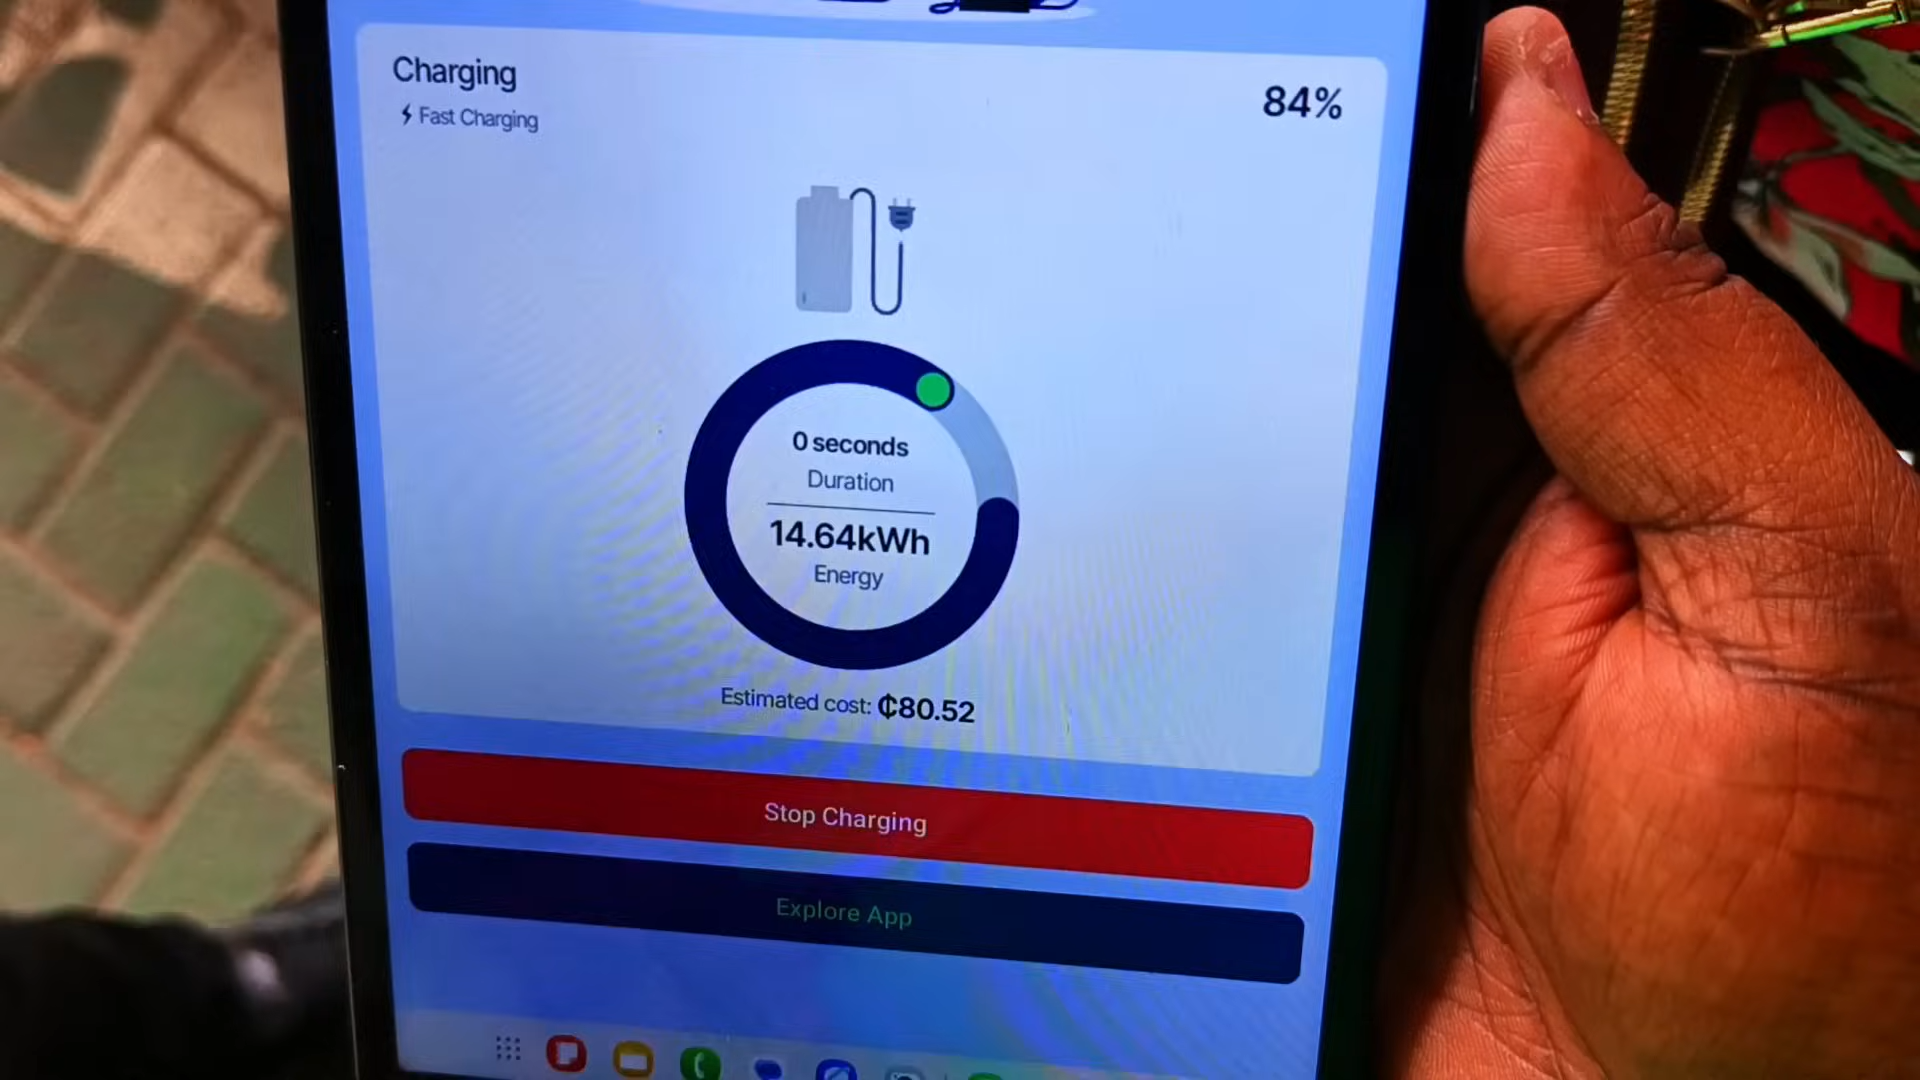 Charging
Fast Charging
84%
0 seconds
Duration
14.64kWh
Energy
Estimated cost: ₵80.52
Stop Charging
Explore App